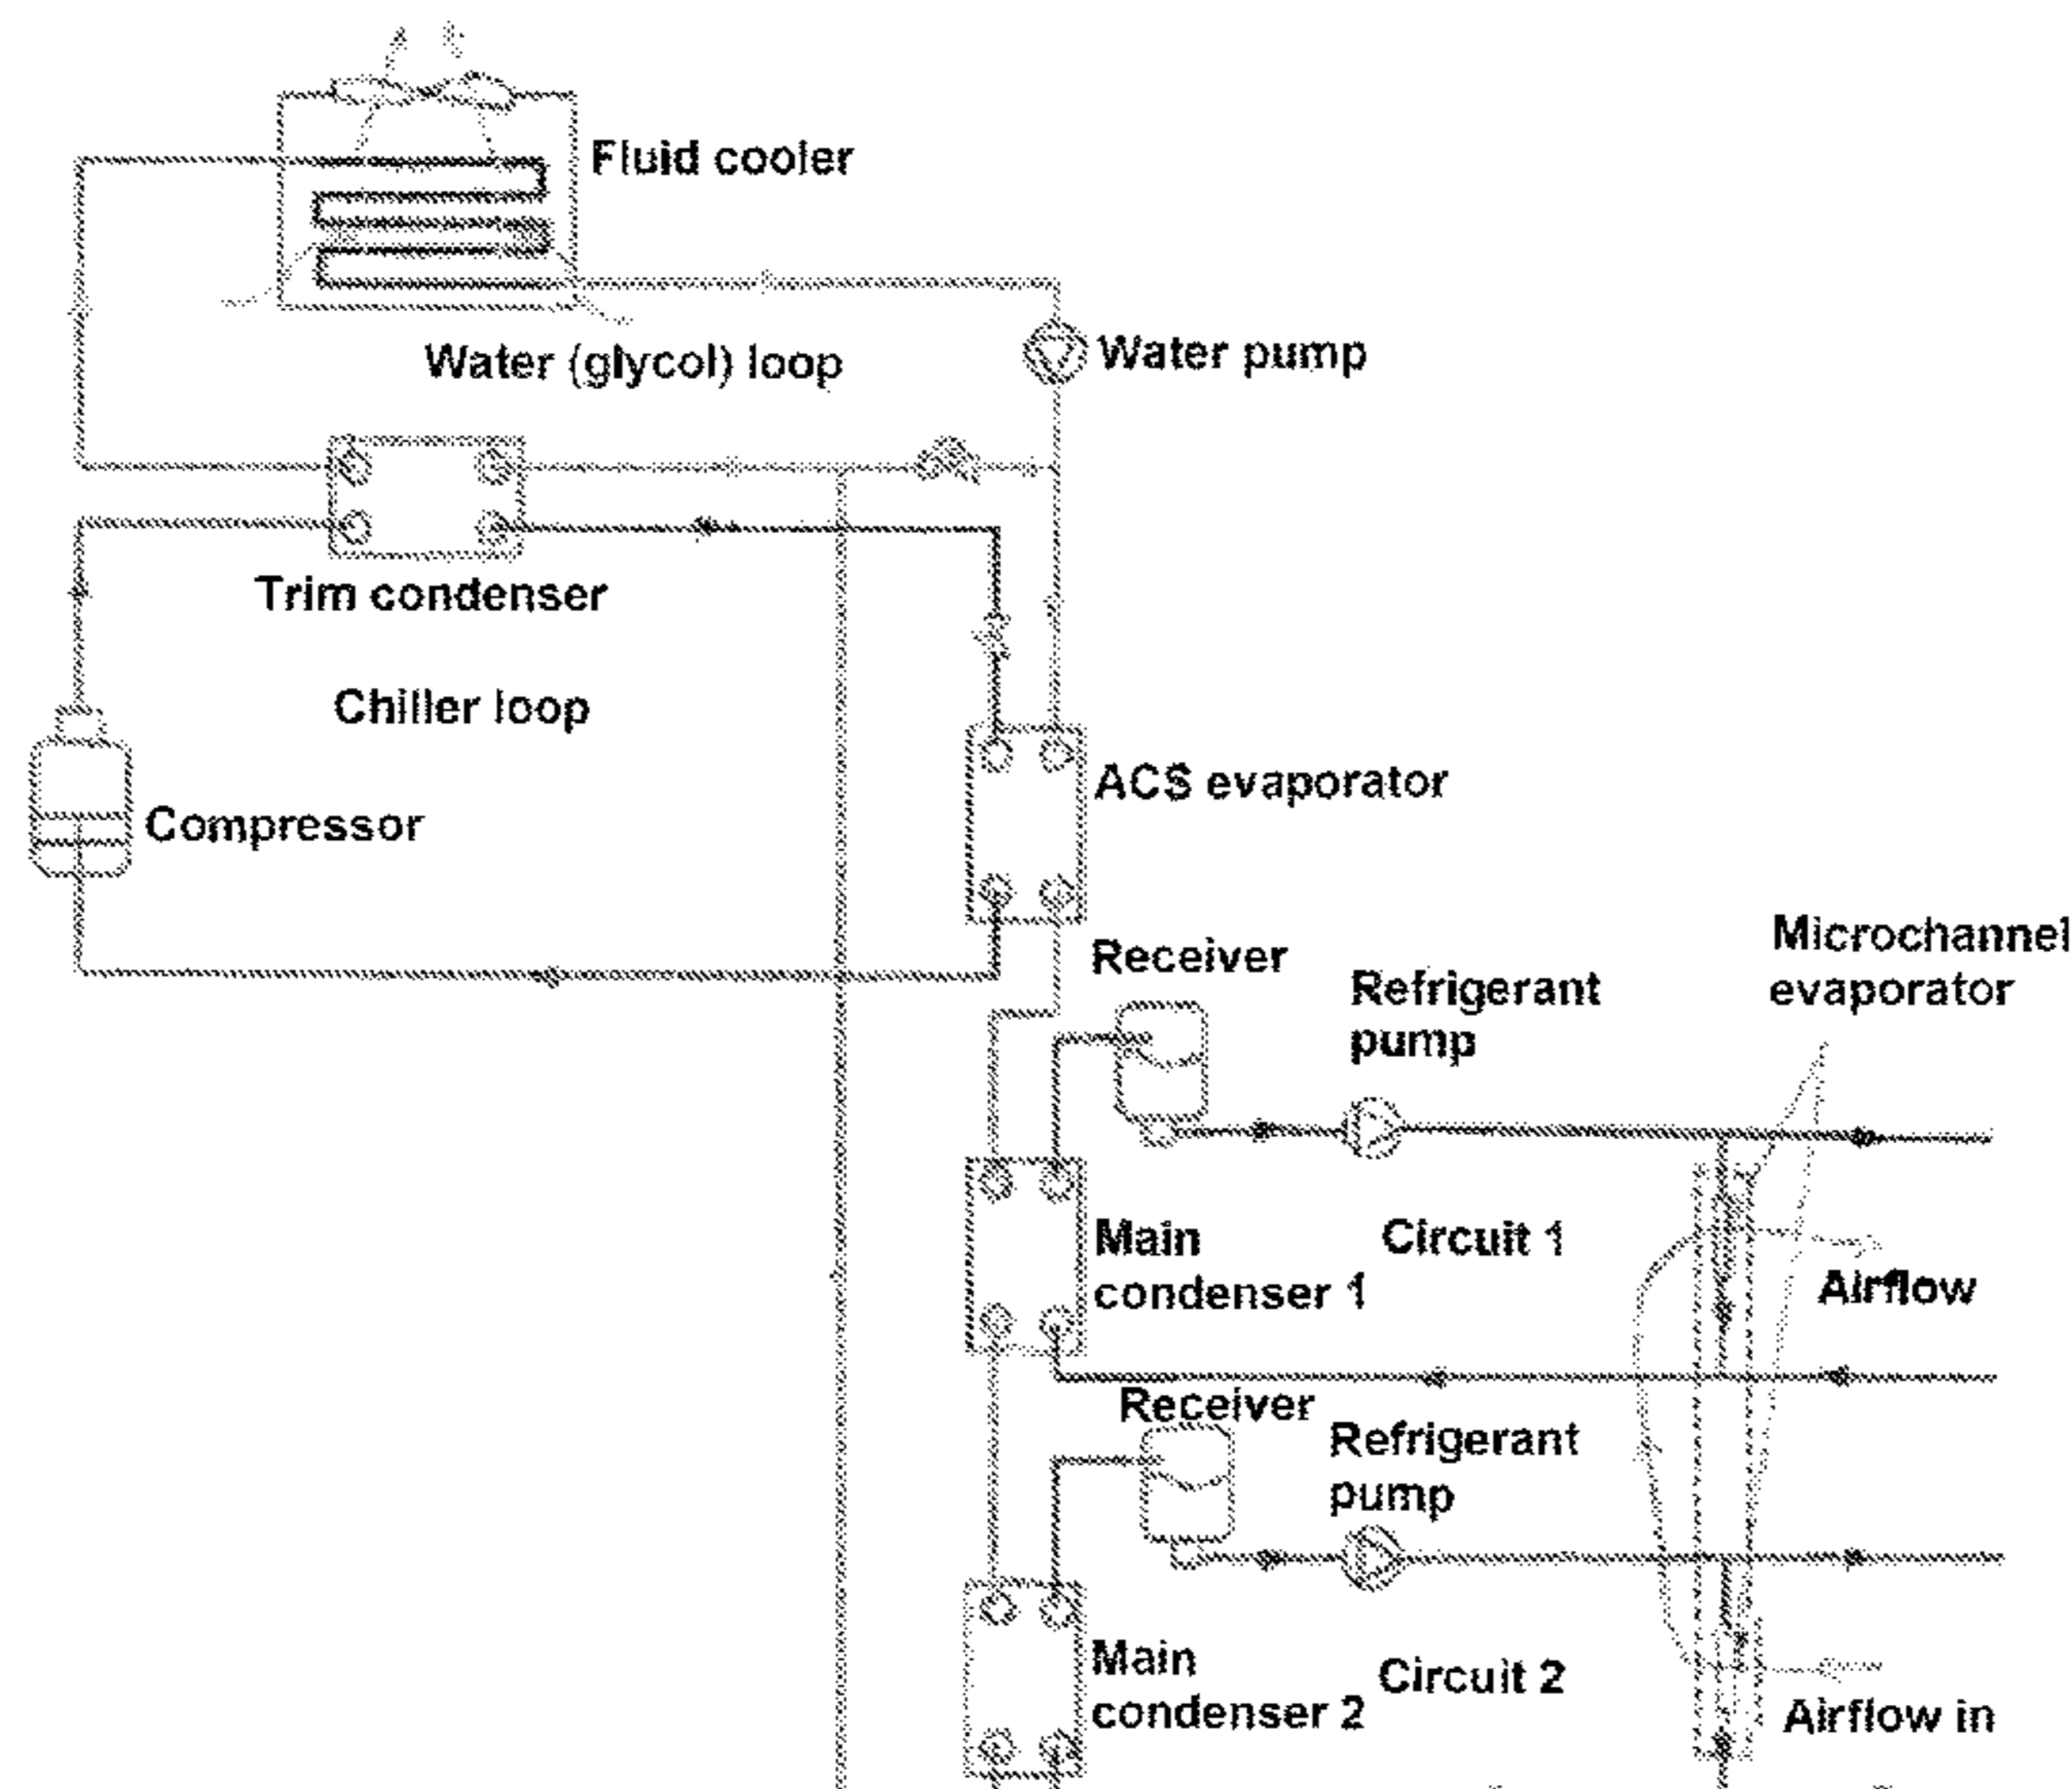 Fluid cooler
Water (glycol) loop
Water pump
Trim condenser
Chiller loop
ACS evaporator
Compressor
Microchannel
evaporator
Receiver
Refrigerant
pump
Main
condenser 1
Circuit 1
Airflow
Receiver
Refrigerant
pump
Main
condenser 2
Circuit 2
Airflow in